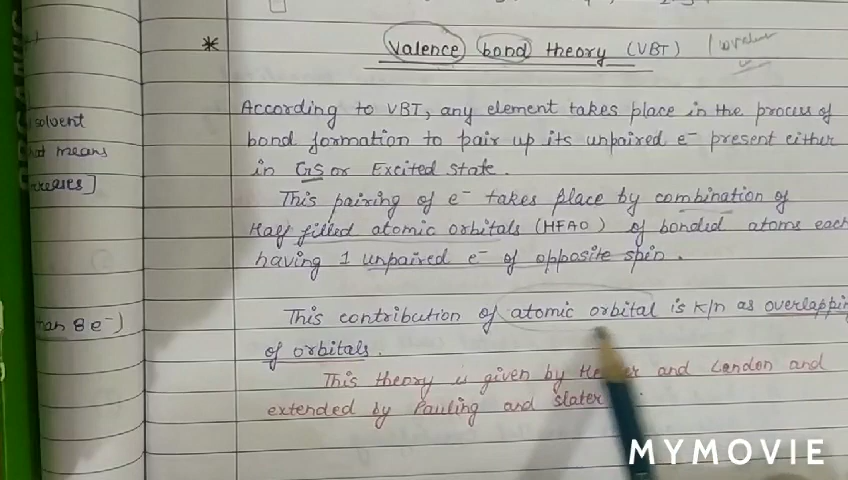 * Valence bond theory (VBT)
According to VBT, any element takes place in the process of
bond formation to pair up its unpaired e⁻ present either
in GS or Excited state.
This pairing of e⁻ takes place by combination of
Half filled atomic orbitals (HFAO) of bonded atoms each
having 1 unpaired e⁻ of opposite spin.
This contribution of atomic orbital is k/n as overlapping
of orbitals.
This theory is given by and London and
extended by Pauling and Slater
solvent
means
8 e⁻)
MYMOVIE